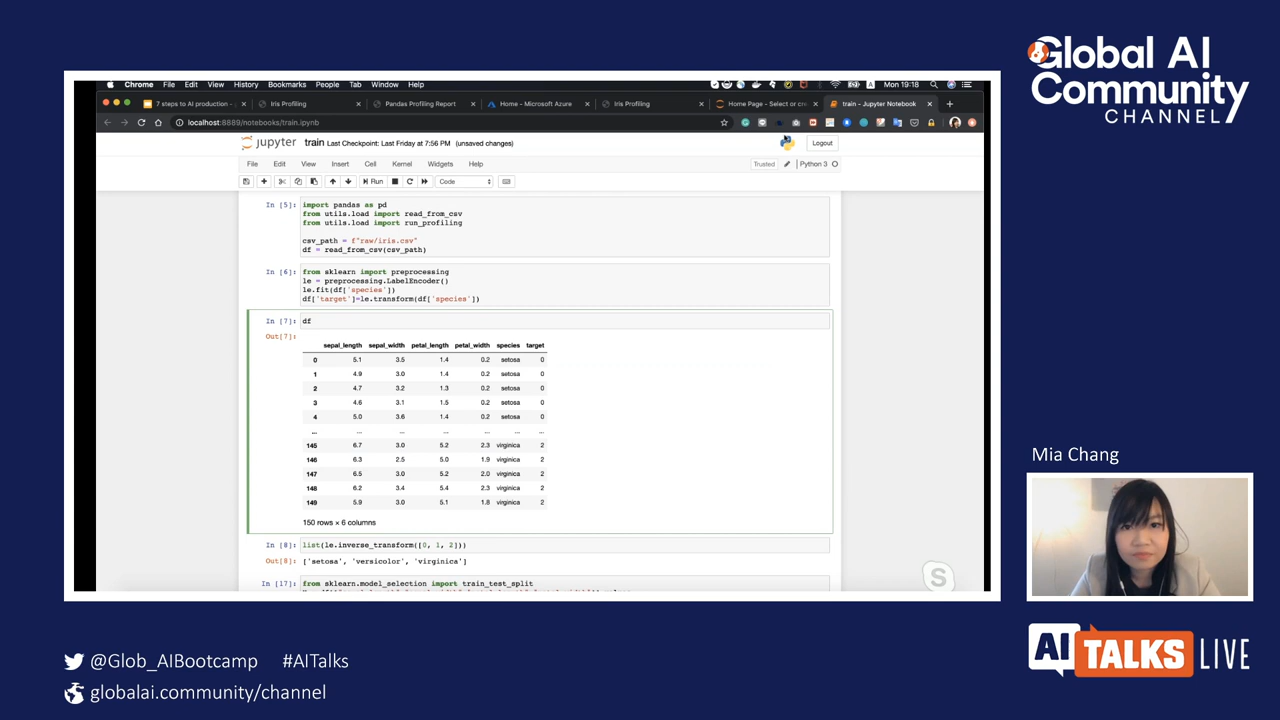 Global AI
Community
CHANNEL
Chrome File Edit View History Bookmarks People Tab Window Help
Mon 19:18
7 steps to AI production -
Iris Profiling
Pandas Profiling Report
Home - Microsoft Azure
Iris Profiling
Home Page - Select or cre
train - Jupyter Notebook
localhost:8889/notebooks/train.ipynb
jupyter train Last Checkpoint: Last Friday at 7:56 PM (unsaved changes)
Logout
File Edit View Insert Cell Kernel Widgets Help
Trusted Python 3
Run Code
In [5]: import pandas as pd
from utils.load import read_from_csv
from utils.load import run_profiling
csv_path = f"raw/iris.csv"
df = read_from_csv(csv_path)
In [6]: from sklearn import preprocessing
le = preprocessing.LabelEncoder()
le.fit(df['species'])
df['target']=le.transform(df['species'])
In [7]: df
Out[7]:
sepal_length sepal_width petal_length petal_width species target
0 5.1 3.5 1.4 0.2 setosa 0
1 4.9 3.0 1.4 0.2 setosa 0
2 4.7 3.2 1.3 0.2 setosa 0
3 4.6 3.1 1.5 0.2 setosa 0
4 5.0 3.6 1.4 0.2 setosa 0
... ... ... ... ... ... ...
145 6.7 3.0 5.2 2.3 virginica 2
146 6.3 2.5 5.0 1.9 virginica 2
147 6.5 3.0 5.2 2.0 virginica 2
148 6.2 3.4 5.4 2.3 virginica 2
149 5.9 3.0 5.1 1.8 virginica 2
150 rows × 6 columns
In [8]: list(le.inverse_transform([0, 1, 2]))
Out[8]: ['setosa', 'versicolor', 'virginica']
In [17]: from sklearn.model_selection import train_test_split
Mia Chang
AI TALKS LIVE
@Glob_AIBootcamp #AITalks
globalai.community/channel